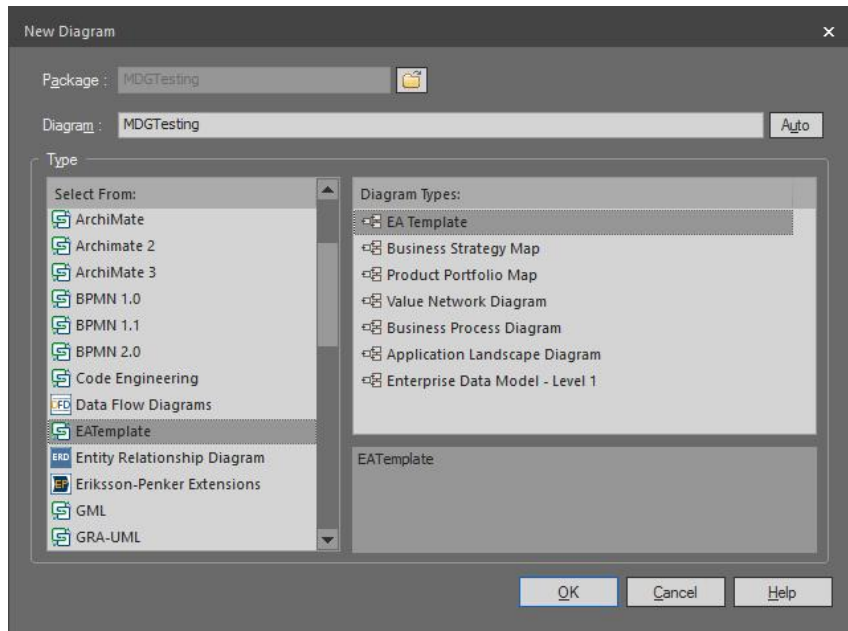 New Diagram
Package : MDGTesting
Diagram : MDGTesting Auto
Type
Select From:
ArchiMate
Archimate 2
ArchiMate 3
BPMN 1.0
BPMN 1.1
BPMN 2.0
Code Engineering
DFD Data Flow Diagrams
EATemplate
ERD Entity Relationship Diagram
EP Eriksson-Penker Extensions
GML
GRA-UML
Diagram Types:
EA Template
Business Strategy Map
Product Portfolio Map
Value Network Diagram
Business Process Diagram
Application Landscape Diagram
Enterprise Data Model - Level 1
EATemplate
OK Cancel Help